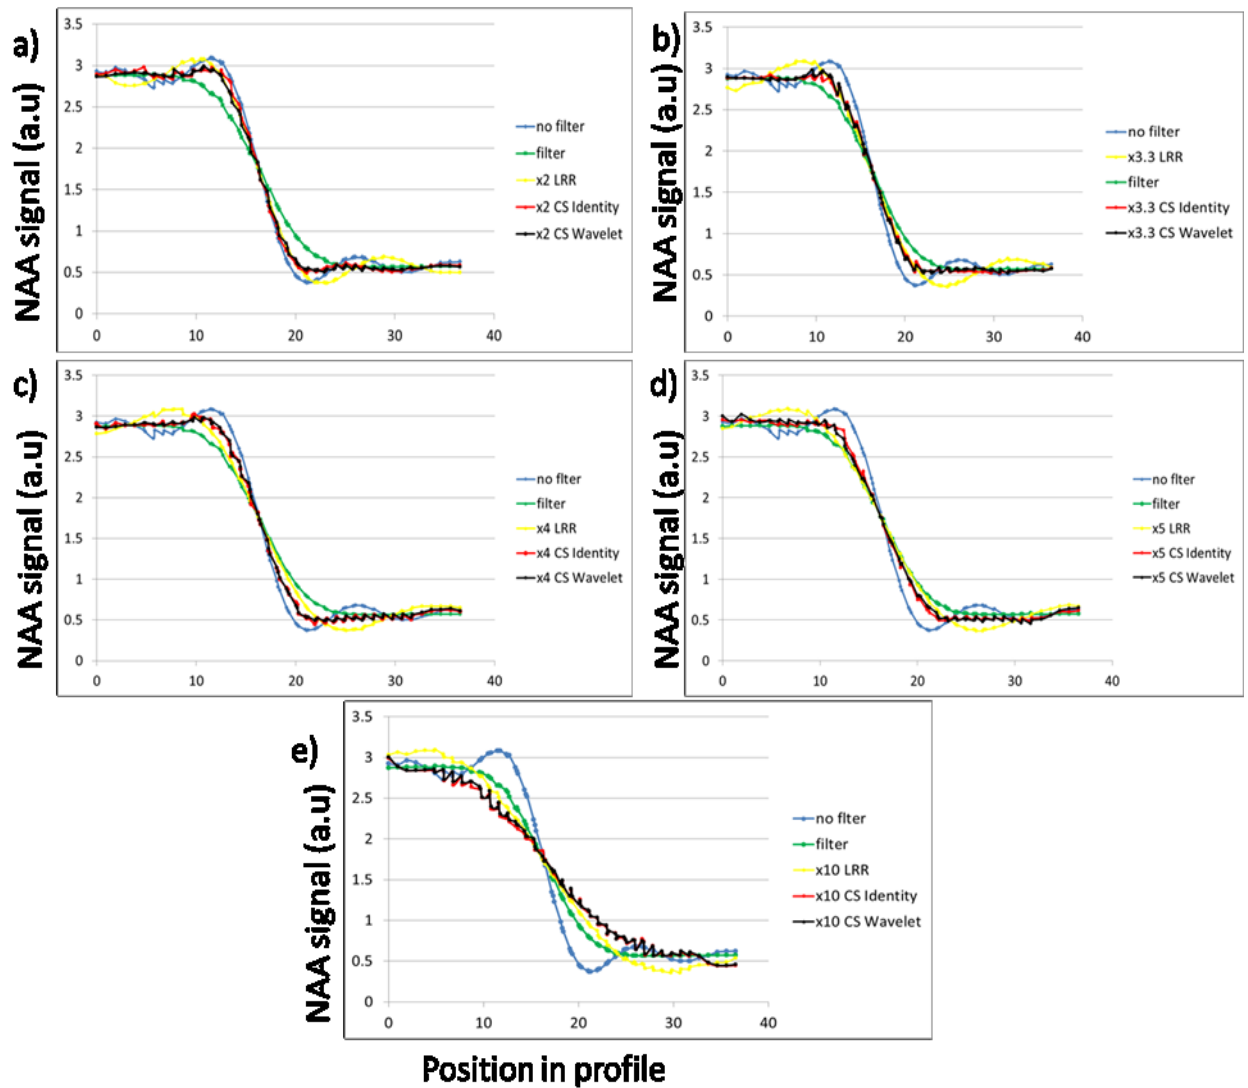 a)
NAA signal (a.u)
3.5
3
2.5
2
1.5
1
0.5
0
0 10 20 30 40
no filter
filter
x2 LRR
x2 CS Identity
x2 CS Wavelet
b)
NAA signal (a.u)
3.5
3
2.5
2
1.5
1
0.5
0
0 10 20 30 40
no filter
x3.3 LRR
filter
x3.3 CS Identity
x3.3 CS Wavelet
c)
NAA signal (a.u)
3.5
3
2.5
2
1.5
1
0.5
0
0 10 20 30 40
no flter
filter
x4 LRR
x4 CS Identity
x4 CS Wavelet
d)
NAA signal (a.u)
3.5
3
2.5
2
1.5
1
0.5
0
0 10 20 30 40
no flter
filter
x5 LRR
x5 CS Identity
x5 CS Wavelet
e)
NAA signal (a.u)
3.5
3
2.5
2
1.5
1
0.5
0
0 10 20 30 40
no flter
filter
x10 LRR
x10 CS Identity
x10 CS Wavelet
Position in profile